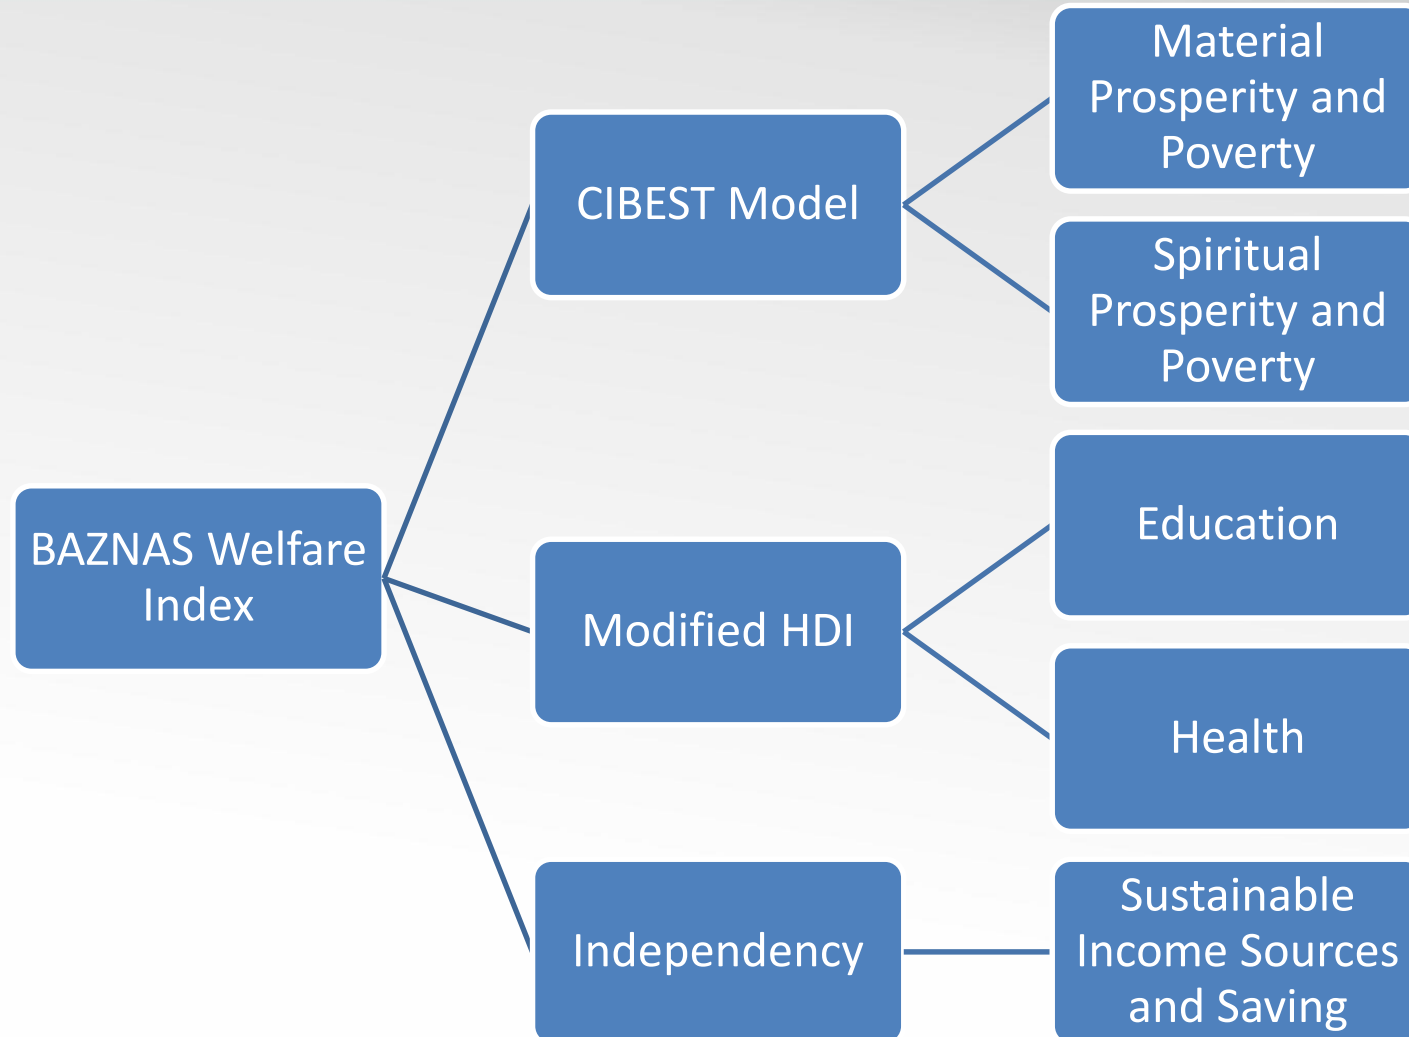 Material
Prosperity and
Poverty
CIBEST Model
Spiritual
Prosperity and
Poverty
BAZNAS Welfare
Index
Education
Modified HDI
Health
Independency
Sustainable
Income Sources
and Saving